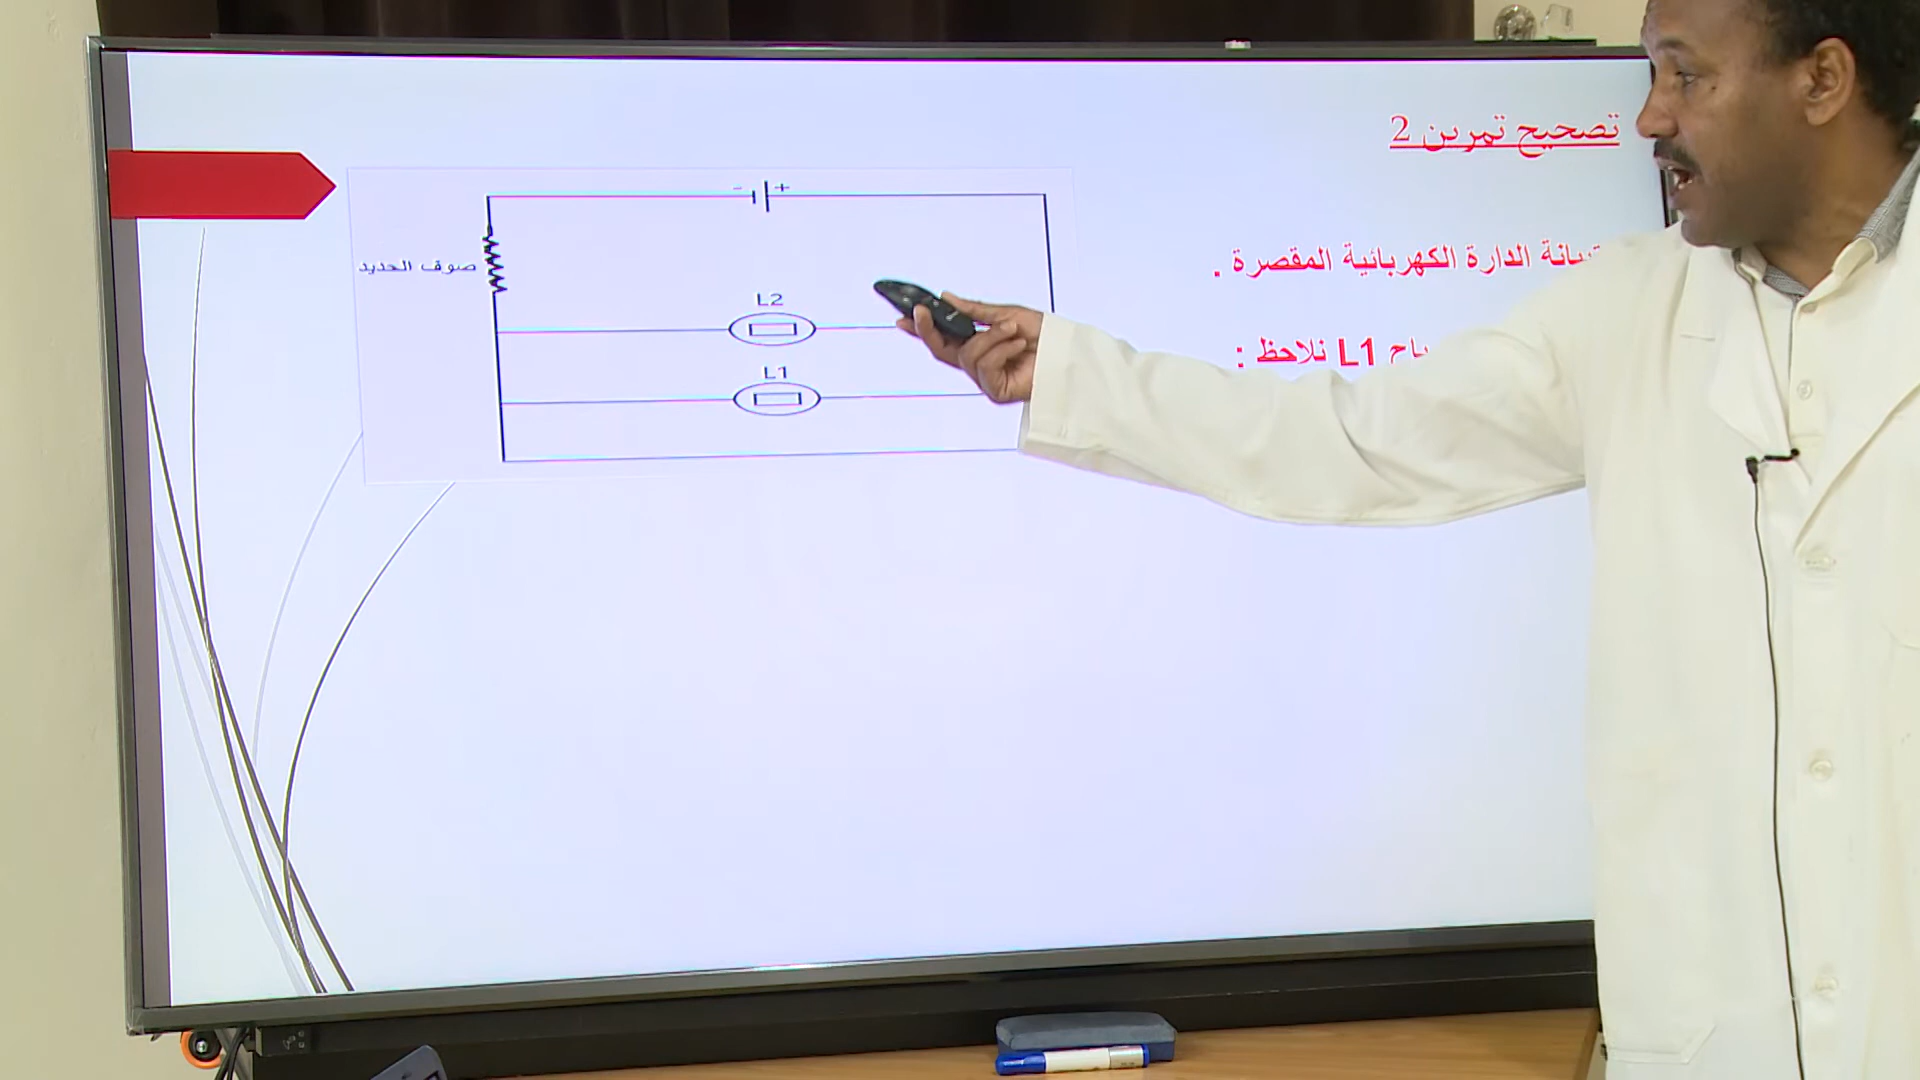 تصحيح تمرين 2
الدارة الكهربائية المقصرة .
L1 نلاحظ :
- +
صوف الحديد
L2
L1